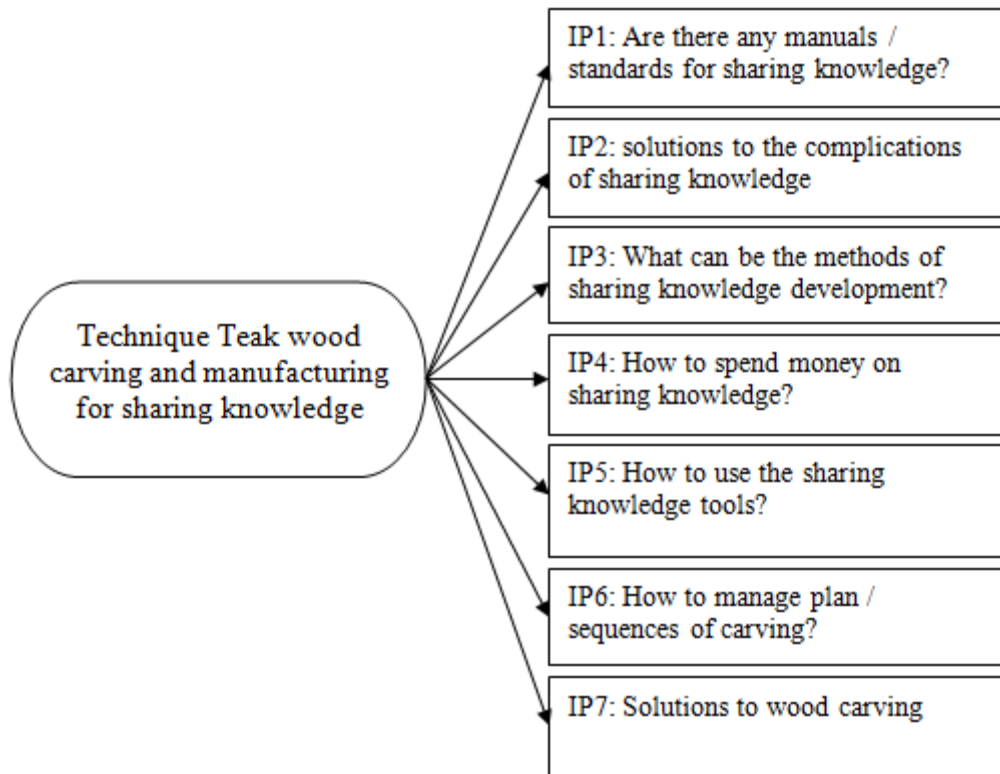 IP1: Are there any manuals /
standards for sharing knowledge?
IP2: solutions to the complications
of sharing knowledge
IP3: What can be the methods of
sharing knowledge development?
Technique Teak wood
carving and manufacturing
for sharing knowledge
IP4: How to spend money on
sharing knowledge?
IP5: How to use the sharing
knowledge tools?
IP6: How to manage plan /
sequences of carving?
IP7: Solutions to wood carving